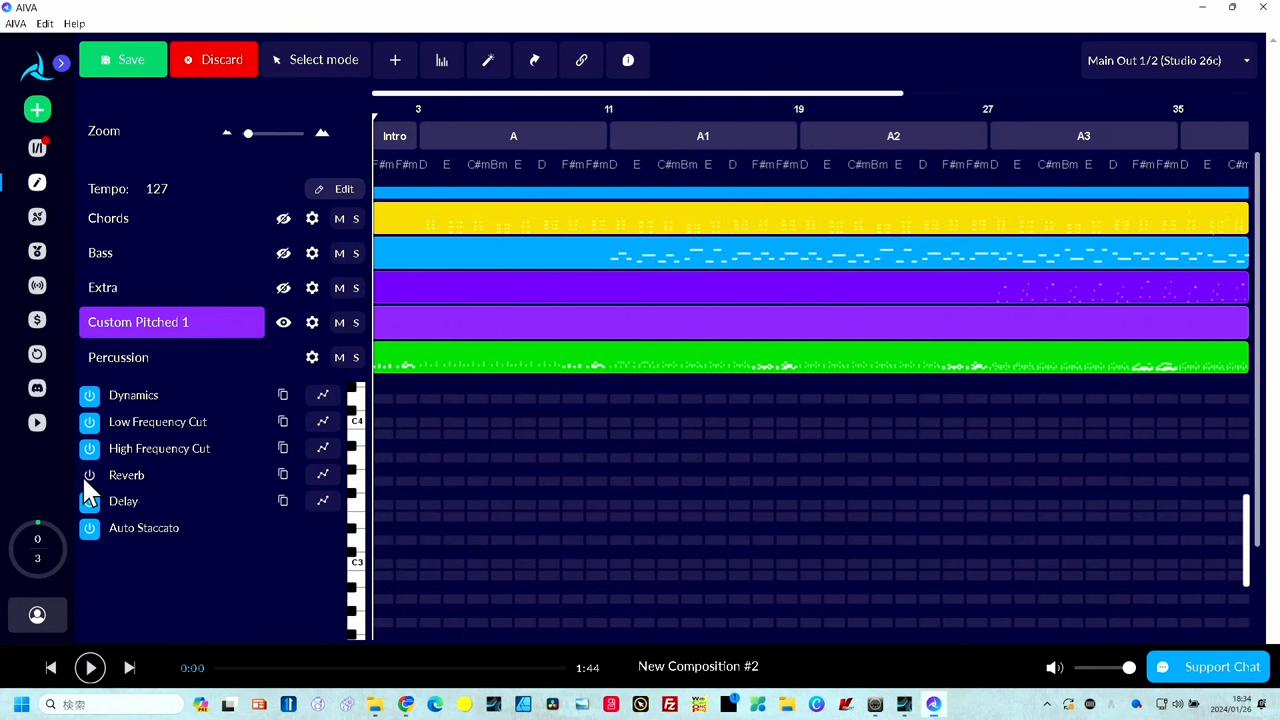 AIVA
AIVA Edit Help
Save Discard Select mode Main Out 1/2 (Studio 26c)
3 11 19 27 35
Zoom
Intro A A1 A2 A3
F#mF#mD E C#mBm E D F#mF#mD E C#mBm E D F#mF#mD E C#mBm E D F#mF#mD E C#mBm E D F#mF#mD E C#m
Tempo: 127 Edit
Chords M S
Bass M S
Extra M S
Custom Pitched 1 M S
Percussion M S
Dynamics
Low Frequency Cut
C4
High Frequency Cut
Reverb
Delay
Auto Staccato
0
3
C3
0:00 1:44 New Composition #2 Support Chat
検索
18:34
2024/01/26